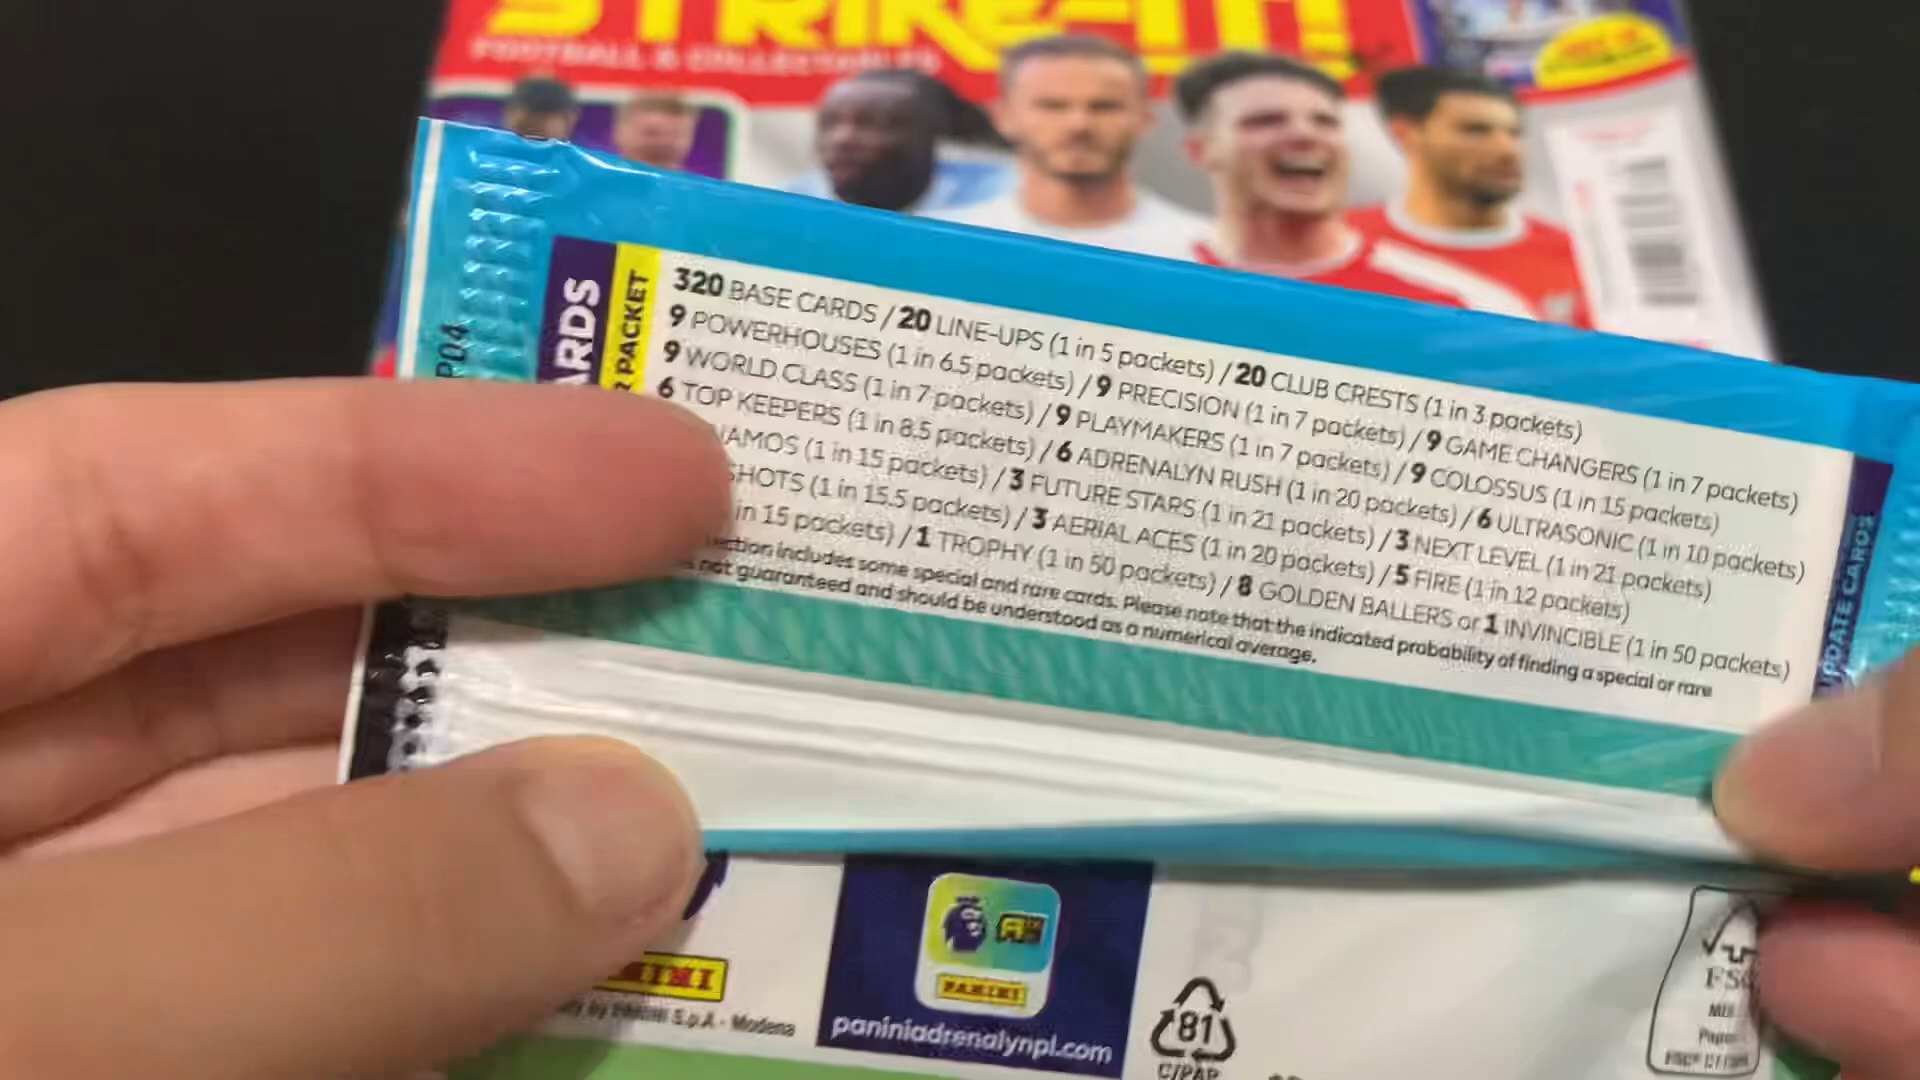 STRIKE-IT!
FOOTBALL & COLLECTABLES
320 BASE CARDS / 20 LINE-UPS (1 in 5 packets) / 20 CLUB CRESTS (1 in 3 packets)
9 POWERHOUSES (1 in 6.5 packets) / 9 PRECISION (1 in 7 packets) / 9 GAME CHANGERS (1 in 7 packets)
9 WORLD CLASS (1 in 7 packets) / 9 PLAYMAKERS (1 in 7 packets) / 9 COLOSSUS (1 in 15 packets)
6 TOP KEEPERS (1 in 8.5 packets) / 6 ADRENALYN RUSH (1 in 20 packets) / 6 ULTRASONIC (1 in 10 packets)
NAMOS (1 in 15 packets) / 3 FUTURE STARS (1 in 21 packets) / 3 NEXT LEVEL (1 in 21 packets)
SHOTS (1 in 15.5 packets) / 3 AERIAL ACES (1 in 20 packets) / 5 FIRE (1 in 12 packets)
in 15 packets) / 1 TROPHY (1 in 50 packets) / 8 GOLDEN BALLERS or 1 INVINCIBLE (1 in 50 packets)
ction includes some special and rare cards. Please note that the indicated probability of finding a special or rare
not guaranteed and should be understood as a numerical average.
ARDS
PACKET
P04
UPDATE CARDS
INI
by PANINI S.p.A - Modena
PANINI
paniniadrenalynpl.com
81
C/PAP
FSC